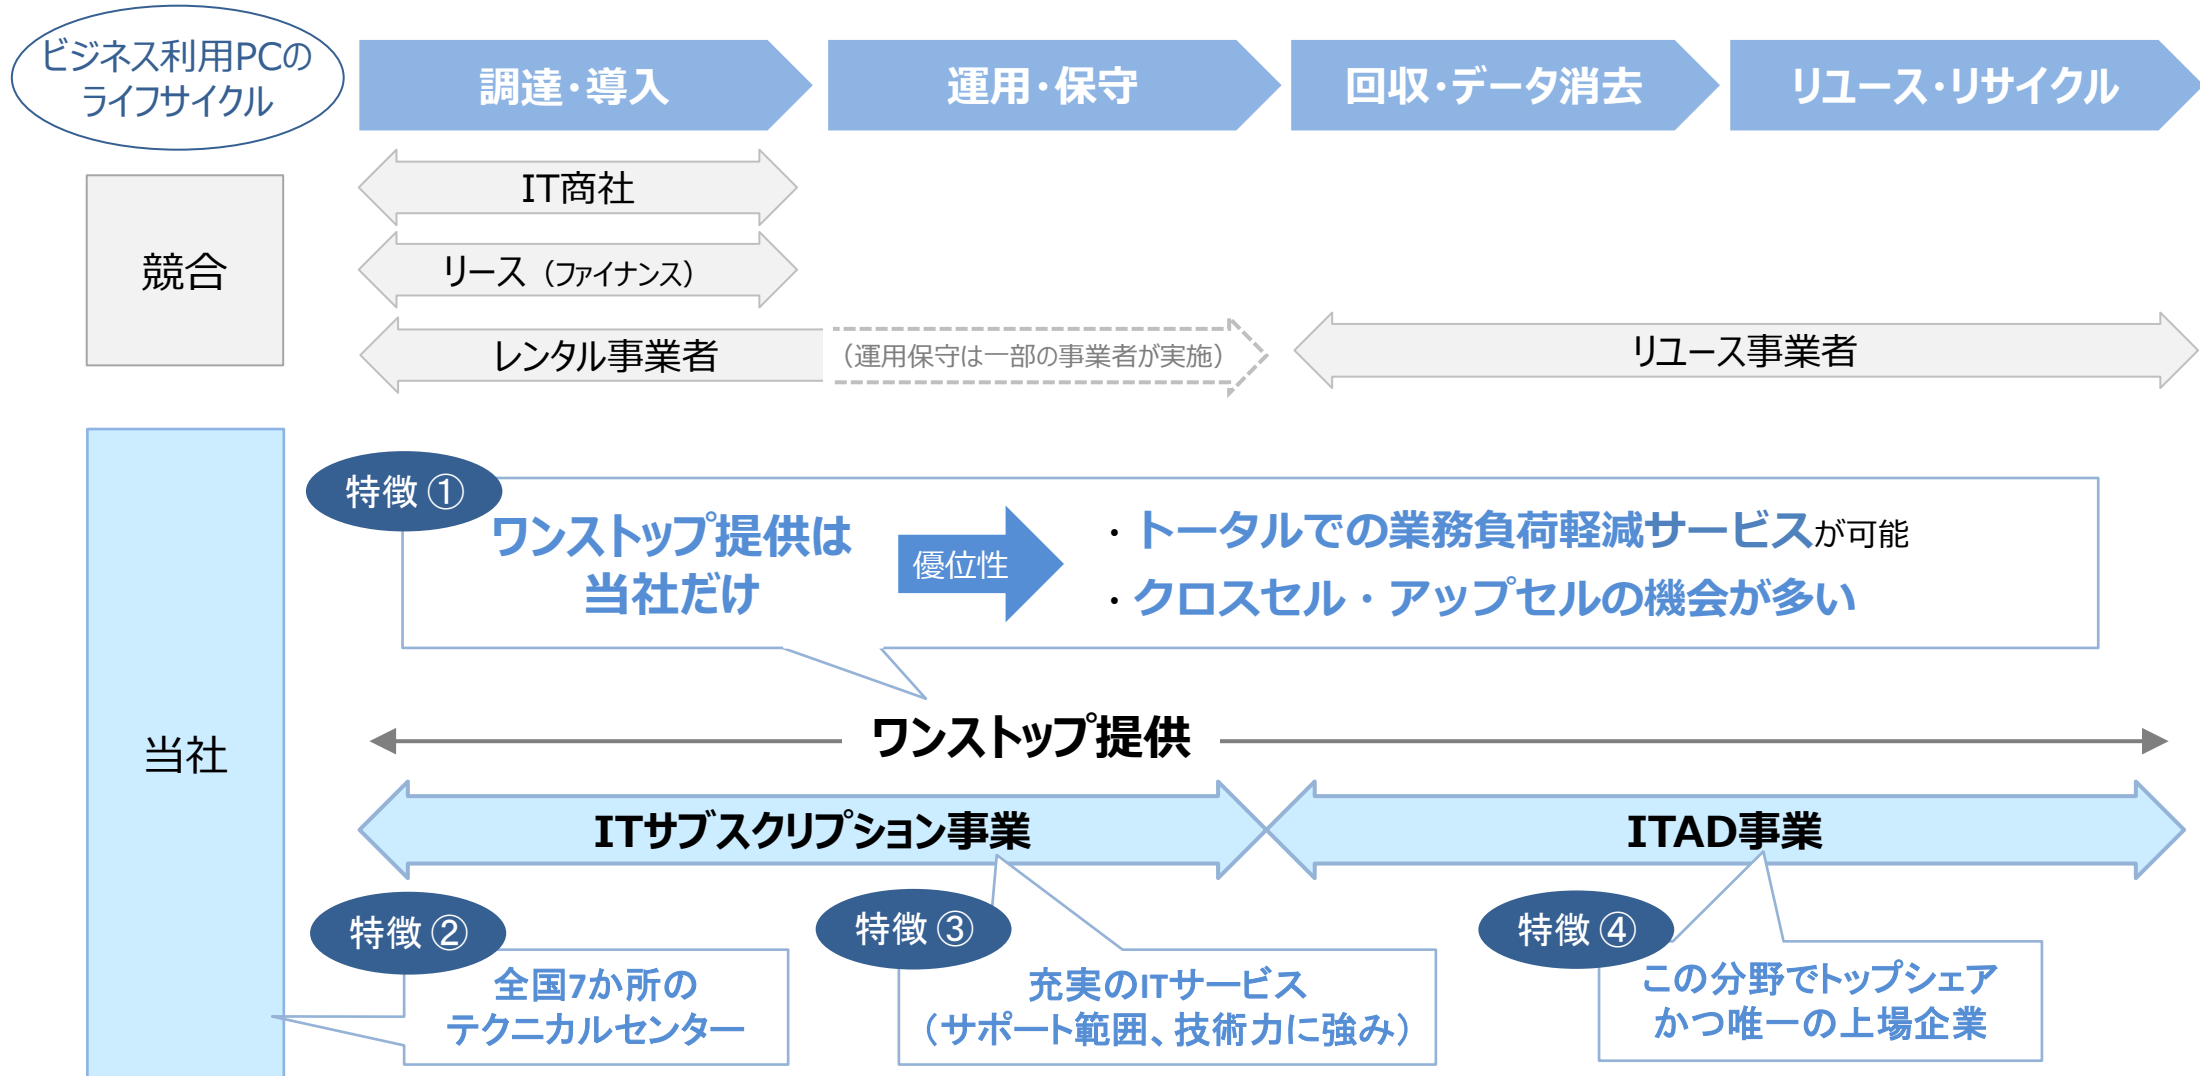 ビジネス利用PCの
ライフサイクル
調達・導入
運用・保守
回収・データ消去
リユース・リサイクル
競合
IT商社
リース（ファイナンス）
レンタル事業者
（運用保守は一部の事業者が実施）
リユース事業者
当社
特徴 ①
ワンストップ提供は
当社だけ
優位性
・トータルでの業務負荷軽減サービスが可能
・クロスセル・アップセルの機会が多い
ワンストップ提供
ITサブスクリプション事業
ITAD事業
特徴 ②
全国7か所の
テクニカルセンター
特徴 ③
充実のITサービス
（サポート範囲、技術力に強み）
特徴 ④
この分野でトップシェア
かつ唯一の上場企業